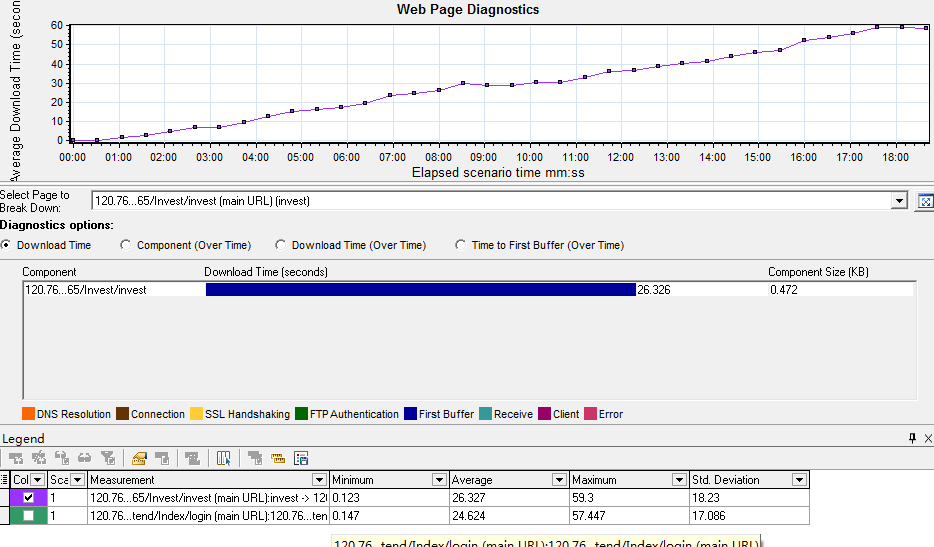 Web Page Diagnostics
Average Download Time (secon
60
50
40
30
20
10
0
00:00 01:00 02:00 03:00 04:00 05:00 06:00 07:00 08:00 09:00 10:00 11:00 12:00 13:00 14:00 15:00 16:00 17:00 18:00
Elapsed scenario time mm:ss
Select Page to
Break Down:
120.76...65/Invest/invest (main URL) (invest)
Diagnostics options:
Download Time Component (Over Time) Download Time (Over Time) Time to First Buffer (Over Time)
Component Download Time (seconds) Component Size (KB)
120.76...65/Invest/invest 26.326 0.472
DNS Resolution Connection SSL Handshaking FTP Authentication First Buffer Receive Client Error
Legend
Col Sca Measurement Minimum Average Maximum Std. Deviation
1 120.76...65/Invest/invest (main URL):invest -> 120 0.123 26.327 59.3 18.23
1 120.76...tend/Index/login (main URL):120.76...ten 0.147 24.624 57.447 17.086
120.76...tend/Index/login (main URL):120.76...tend/Index/login (main URL)